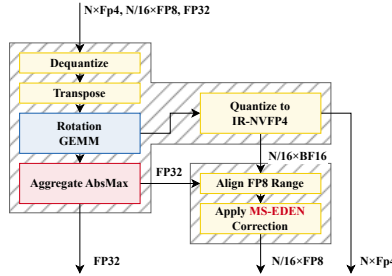 N×Fp4, N/16×FP8, FP32
Dequantize
Transpose
Rotation
GEMM
Quantize to
IR-NVFP4
N/16×BF16
Aggregate AbsMax
FP32
Align FP8 Range
Apply MS-EDEN
Correction
FP32
N/16×FP8
N×Fp4